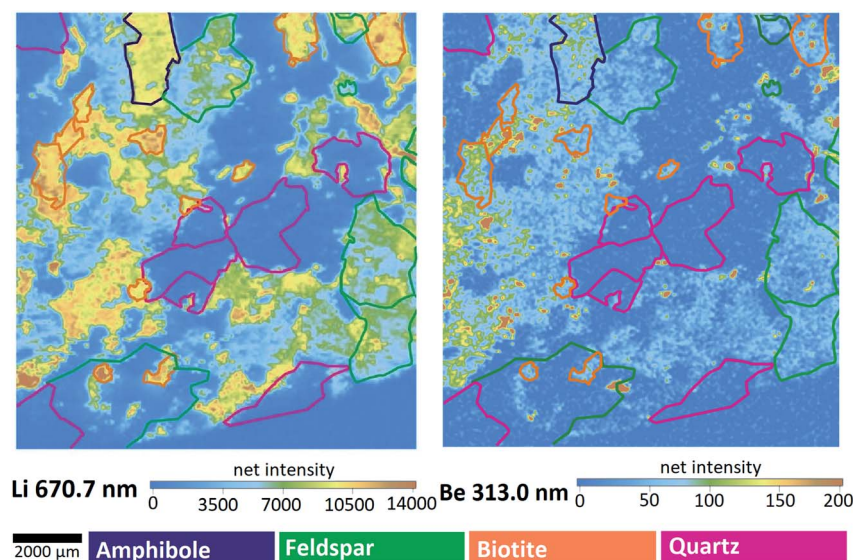 net intensity
Li 670.7 nm
0 3500 7000 10500 14000
net intensity
Be 313.0 nm
0 50 100 150 200
2000 µm
Amphibole
Feldspar
Biotite
Quartz